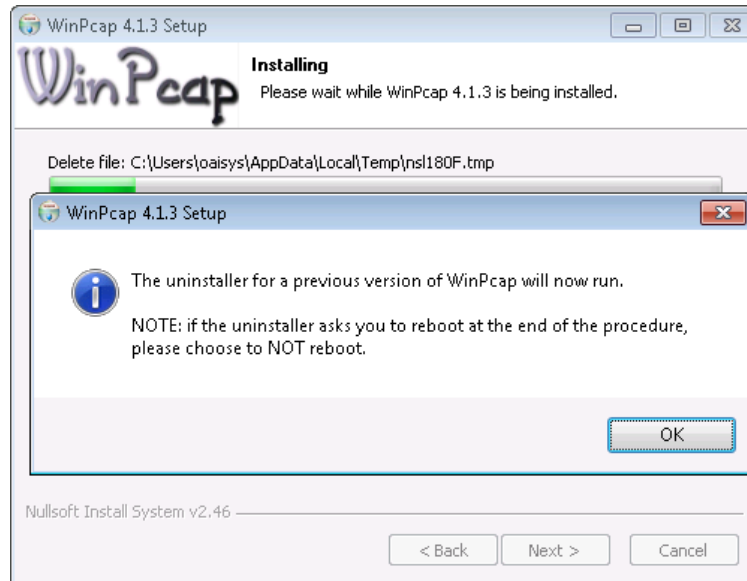 WinPcap 4.1.3 Setup
WinPcap
Installing
Please wait while WinPcap 4.1.3 is being installed.
Delete file: C:\Users\oaisys\AppData\Local\Temp\nsl180F.tmp
WinPcap 4.1.3 Setup
The uninstaller for a previous version of WinPcap will now run.
NOTE: if the uninstaller asks you to reboot at the end of the procedure,
please choose to NOT reboot.
OK
Nullsoft Install System v2.46
< Back Next > Cancel